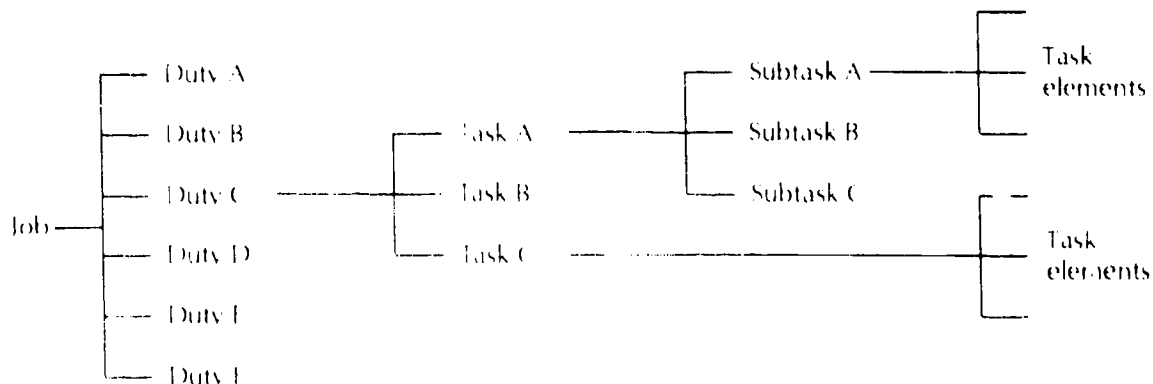 Job
Duty A
Duty B
Duty C
Duty D
Duty
Duty
Task A
Task B
Task C
Subtask A
Subtask B
Subtask C
Task
elements
Task
elements